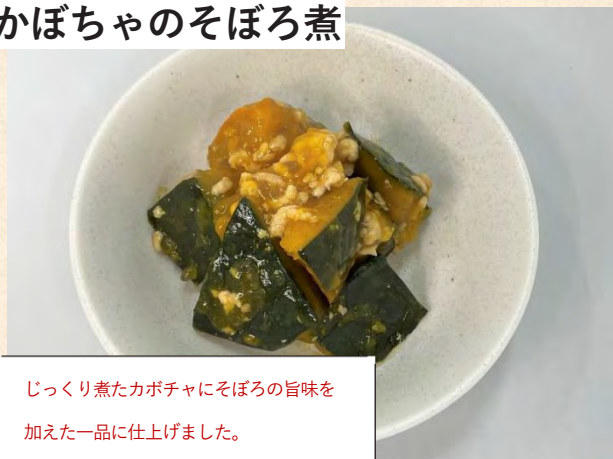 かぼちゃのそぼろ煮
じっくり煮たカボチャにそぼろの旨味を
加えた一品に仕上げました。